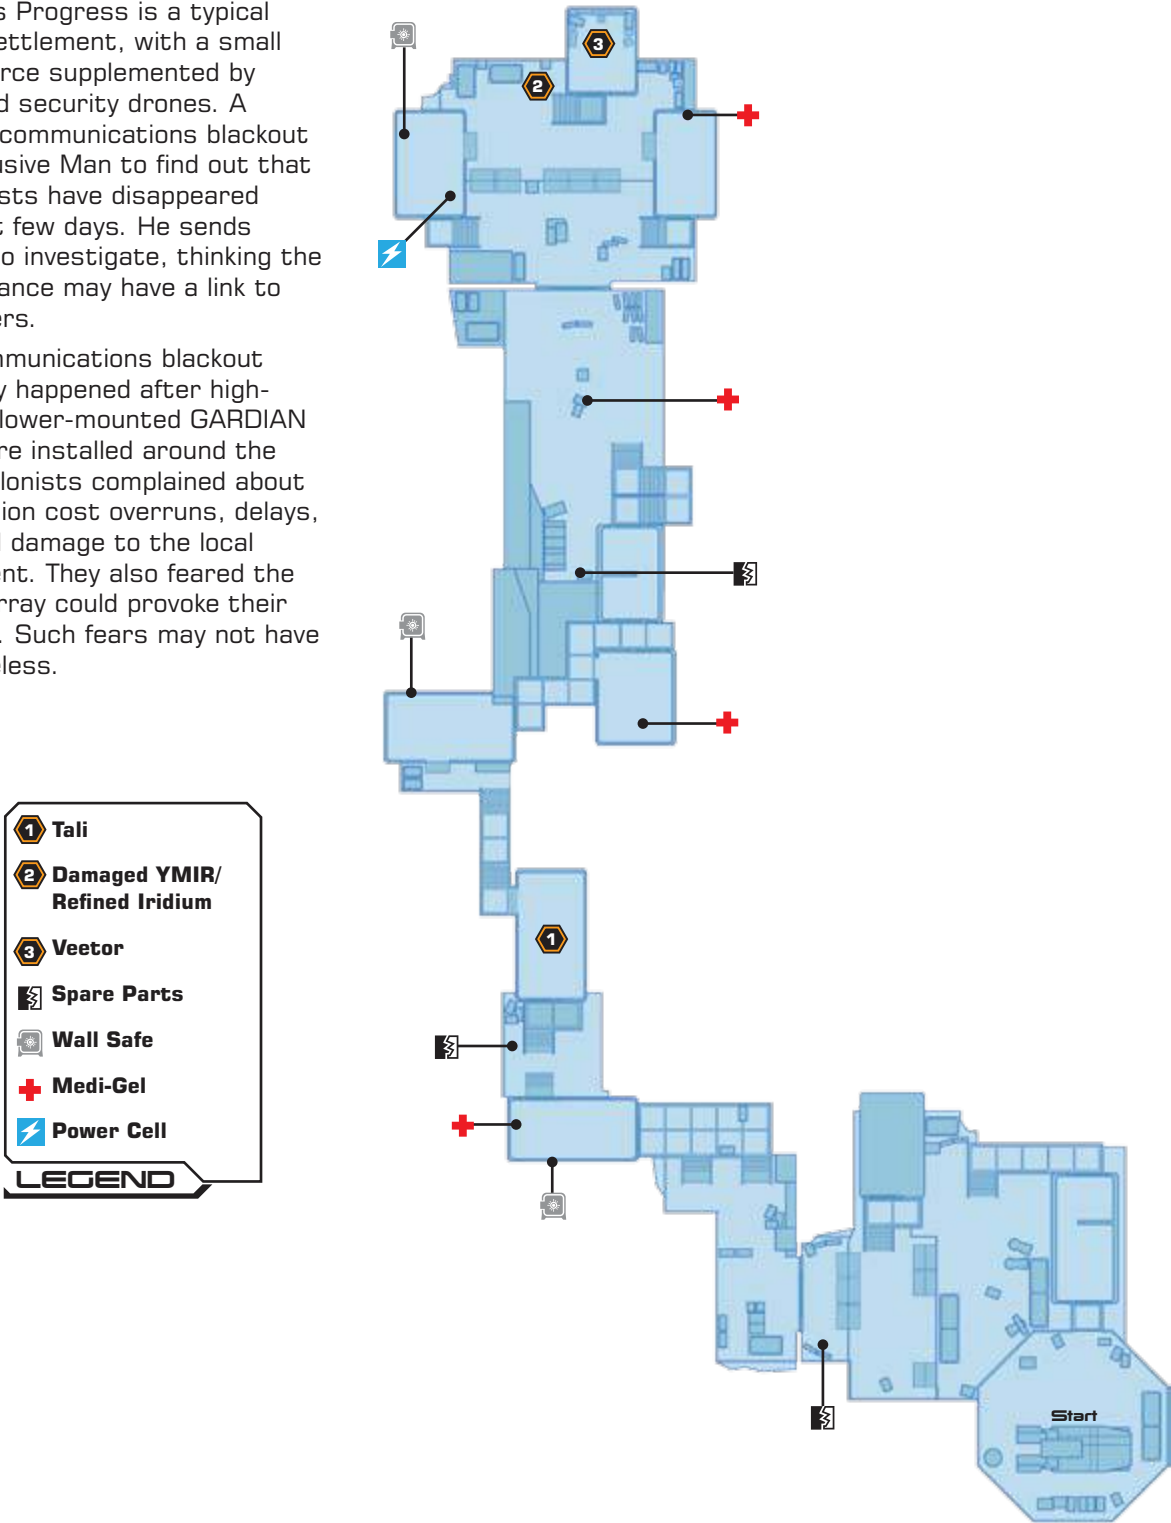 s Progress is a typical
ettlement, with a small
rce supplemented by
d security drones. A
communications blackout
usive Man to find out that
sts have disappeared
t few days. He sends
o investigate, thinking the
ance may have a link to
ers.
mmunications blackout
y happened after high-
lower-mounted GARDIAN
re installed around the
lonists complained about
ion cost overruns, delays,
d damage to the local
ent. They also feared the
rray could provoke their
. Such fears may not have
eless.
3
2
1
Start
1 Tali
2 Damaged YMIR/
Refined Iridium
3 Veetor
Spare Parts
Wall Safe
Medi-Gel
Power Cell
LEGEND